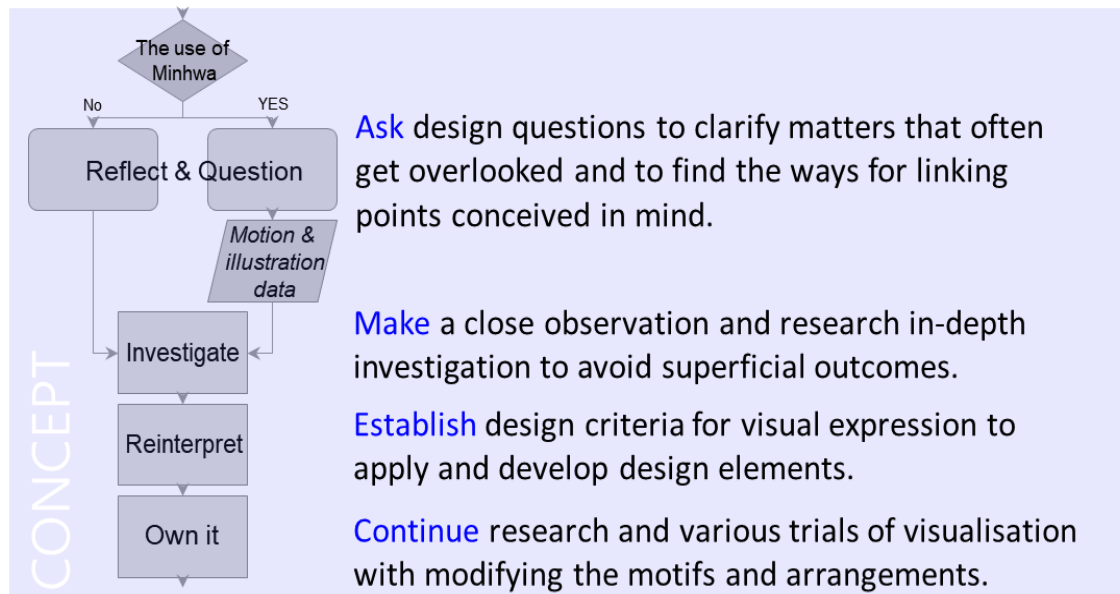 The use of
Minhwa
No
YES
Reflect & Question
Motion &
illustration
data
Investigate
Reinterpret
Own it
CONCEPT
Ask design questions to clarify matters that often
get overlooked and to find the ways for linking
points conceived in mind.
Make a close observation and research in-depth
investigation to avoid superficial outcomes.
Establish design criteria for visual expression to
apply and develop design elements.
Continue research and various trials of visualisation
with modifying the motifs and arrangements.